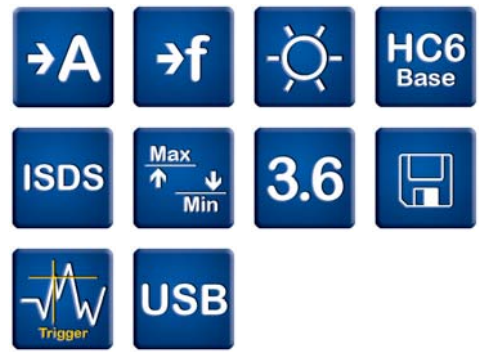 →A
→f
HC6
Base
ISDS
Max
Min
3.6
Trigger
USB